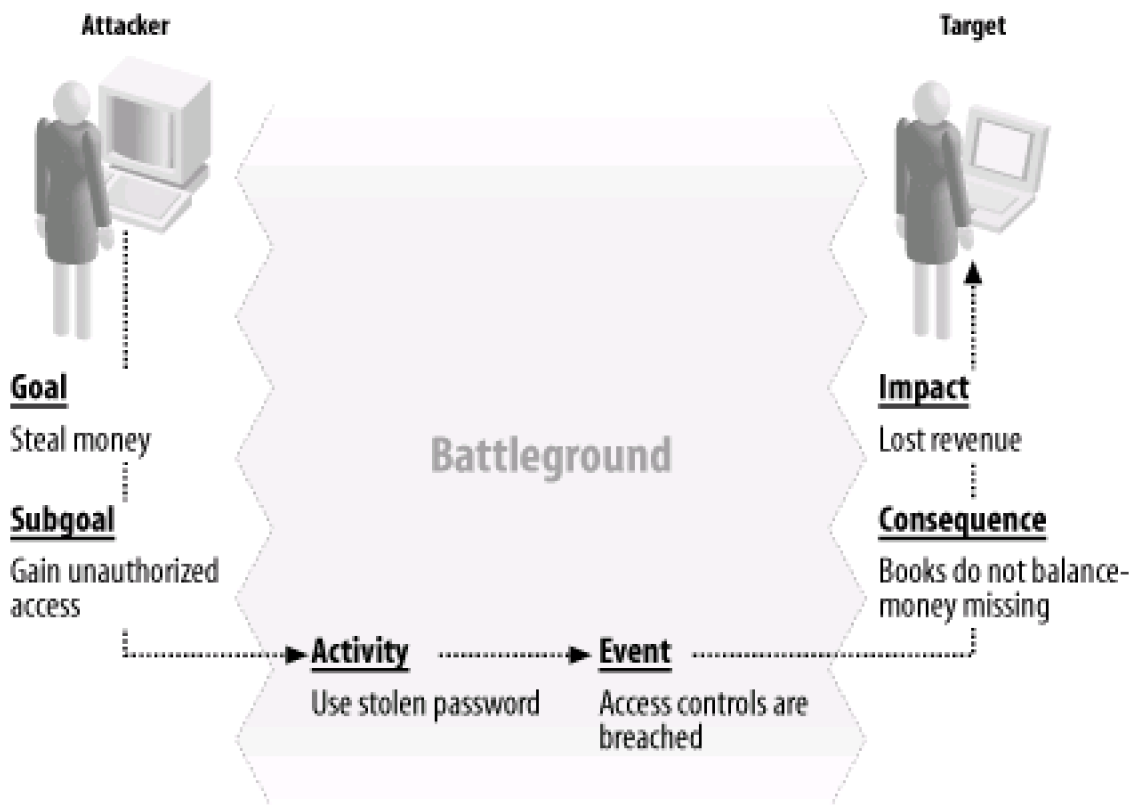 Attacker
Target
Goal
Steal money
Subgoal
Gain unauthorized
access
Battleground
Impact
Lost revenue
Consequence
Books do not balance-
money missing
Activity
Use stolen password
Event
Access controls are
breached